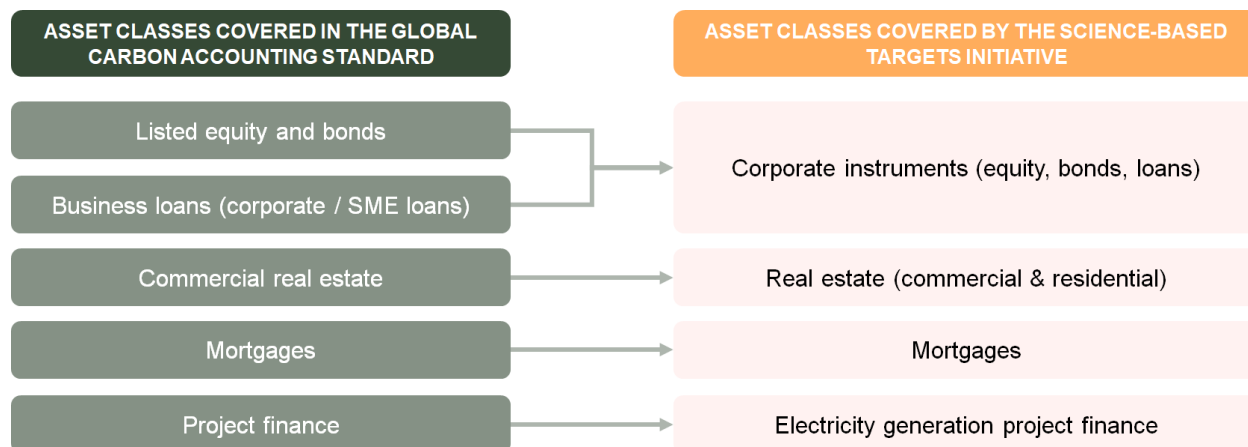 ASSET CLASSES COVERED IN THE GLOBAL
CARBON ACCOUNTING STANDARD
ASSET CLASSES COVERED BY THE SCIENCE-BASED
TARGETS INITIATIVE
Listed equity and bonds
Business loans (corporate / SME loans)
Corporate instruments (equity, bonds, loans)
Commercial real estate
Real estate (commercial & residential)
Mortgages
Mortgages
Project finance
Electricity generation project finance